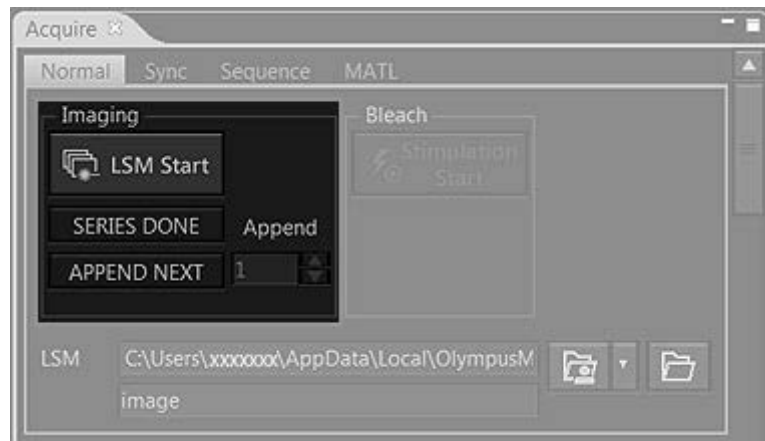 Acquire
Normal Sync Sequence MATL
Imaging
Bleach
LSM Start
Stimulation
Start
SERIES DONE
Append
APPEND NEXT
1
LSM
C:\Users\xxxxxxx\AppData\Local\OlympusM
image